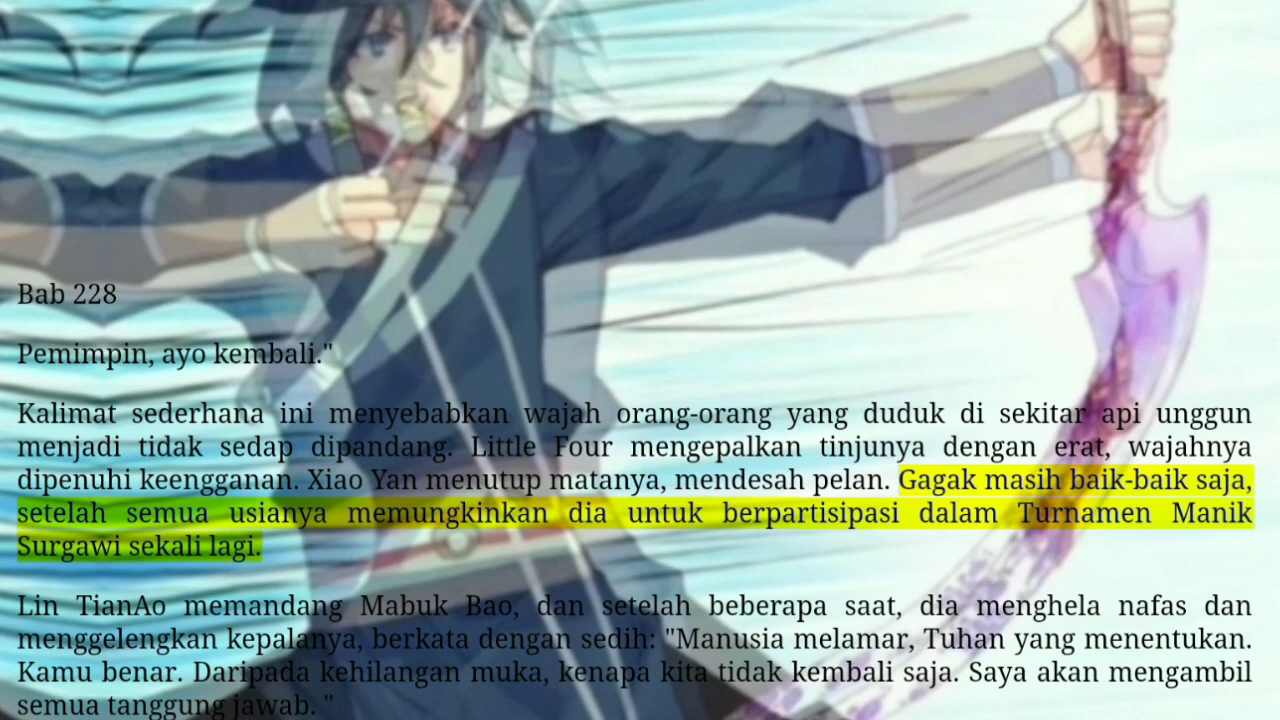 Bab 228
Pemimpin, ayo kembali."
Kalimat sederhana ini menyebabkan wajah orang-orang yang duduk di sekitar api unggun
menjadi tidak sedap dipandang. Little Four mengepalkan tinjunya dengan erat, wajahnya
dipenuhi keengganan. Xiao Yan menutup matanya, mendesah pelan. Gagak masih baik-baik saja,
setelah semua usianya memungkinkan dia untuk berpartisipasi dalam Turnamen Manik
Surgawi sekali lagi.
Lin TianAo memandang Mabuk Bao, dan setelah beberapa saat, dia menghela nafas dan
menggelengkan kepalanya, berkata dengan sedih: "Manusia melamar, Tuhan yang menentukan.
Kamu benar. Daripada kehilangan muka, kenapa kita tidak kembali saja. Saya akan mengambil
semua tanggung jawab. "